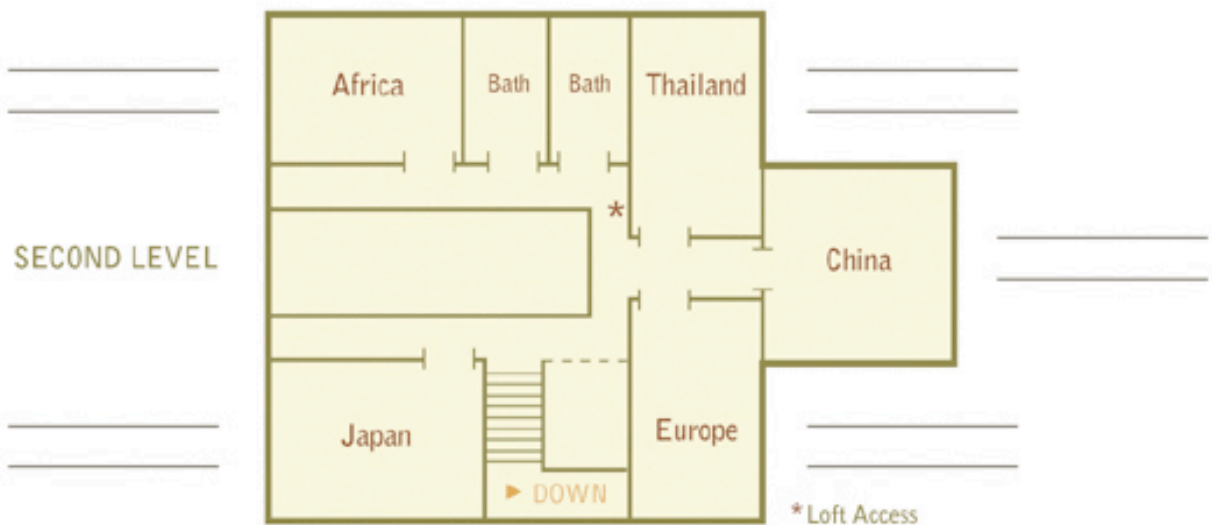 Africa
Bath
Bath
Thailand
SECOND LEVEL
China
Japan
Europe
DOWN
*Loft Access